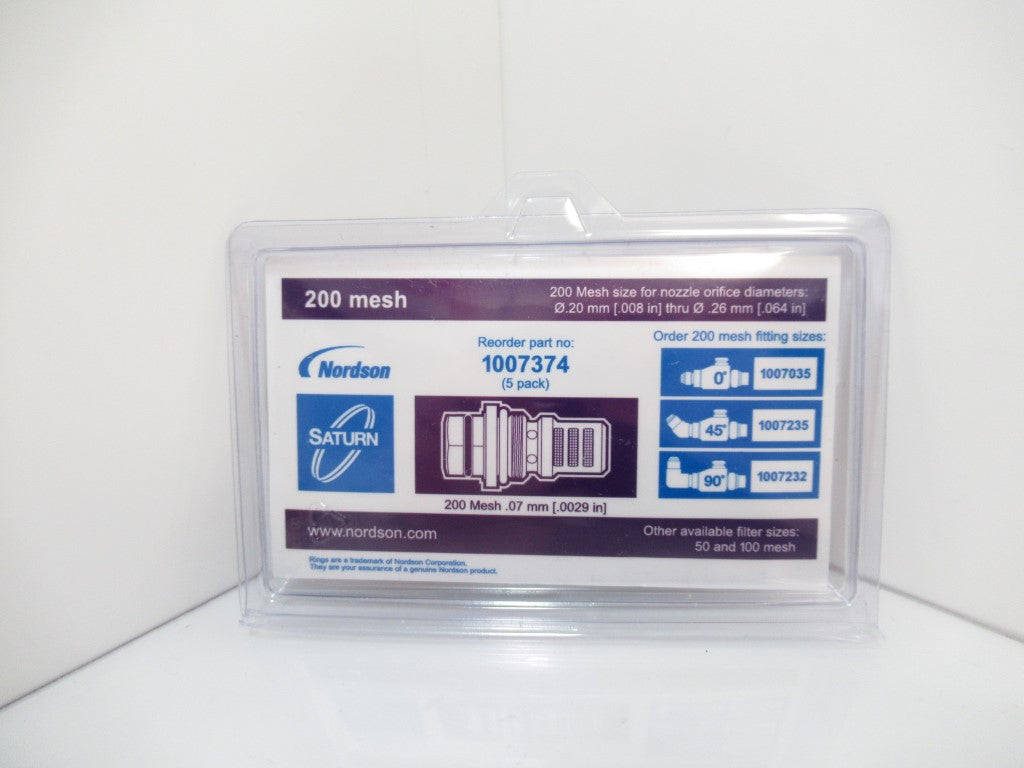 200 mesh
200 Mesh size for nozzle orifice diameters:
Ø.20 mm [.008 in] thru Ø .26 mm [.064 in]
Nordson
Reorder part no:
1007374
(5 pack)
Order 200 mesh fitting sizes:
0° 1007035
45° 1007235
90° 1007232
SATURN
200 Mesh .07 mm [.0029 in]
www.nordson.com
Other available filter sizes:
50 and 100 mesh
Rings are a trademark of Nordson Corporation.
They are your assurance of a genuine Nordson product.